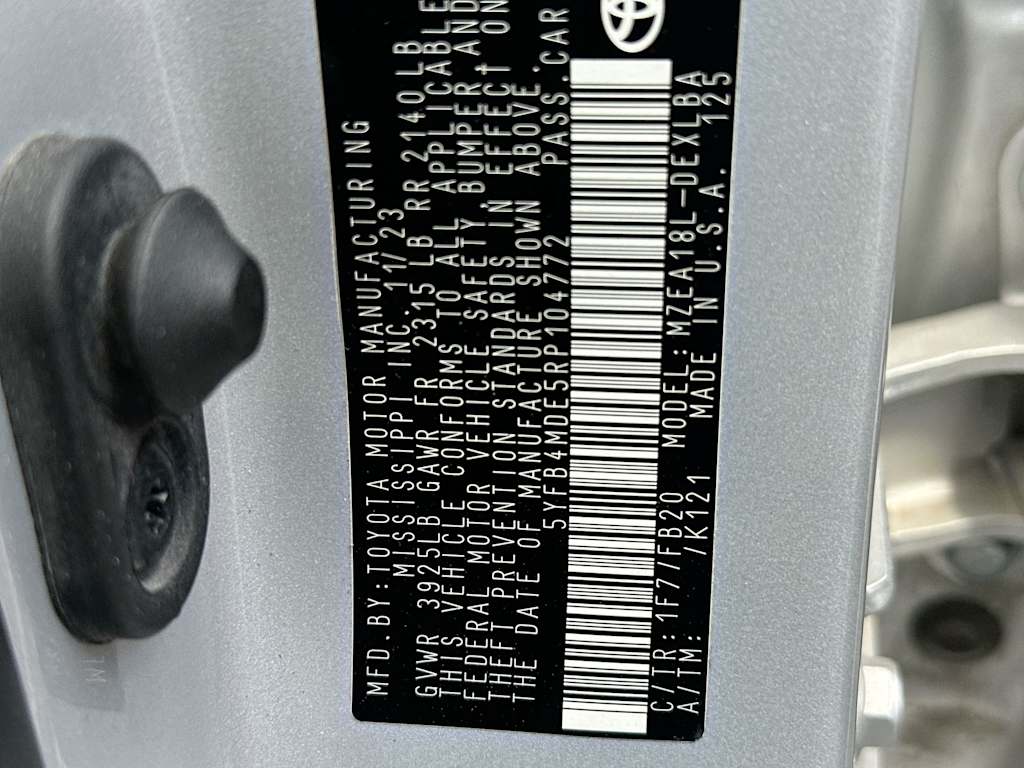 MFD.BY:TOYOTA MOTOR MANUFACTURING
MISSISSIPPI INC. 11/23
GVWR 3925LB GAWR FR 2315LB RR 2140LB
THIS VEHICLE CONFORMS TO ALL APPLICABLE
FEDERAL MOTOR VEHICLE SAFETY, BUMPER AND
THEFT PREVENTION STANDARDS IN EFFECT ON
THE DATE OF MANUFACTURE SHOWN ABOVE.
5YFB4MDE5RP104772 PASS.CAR
C/TR:1F7/FB20 MODEL:MZEA18L-DEXLBA
A/TM: /K121 MADE IN U.S.A. 125